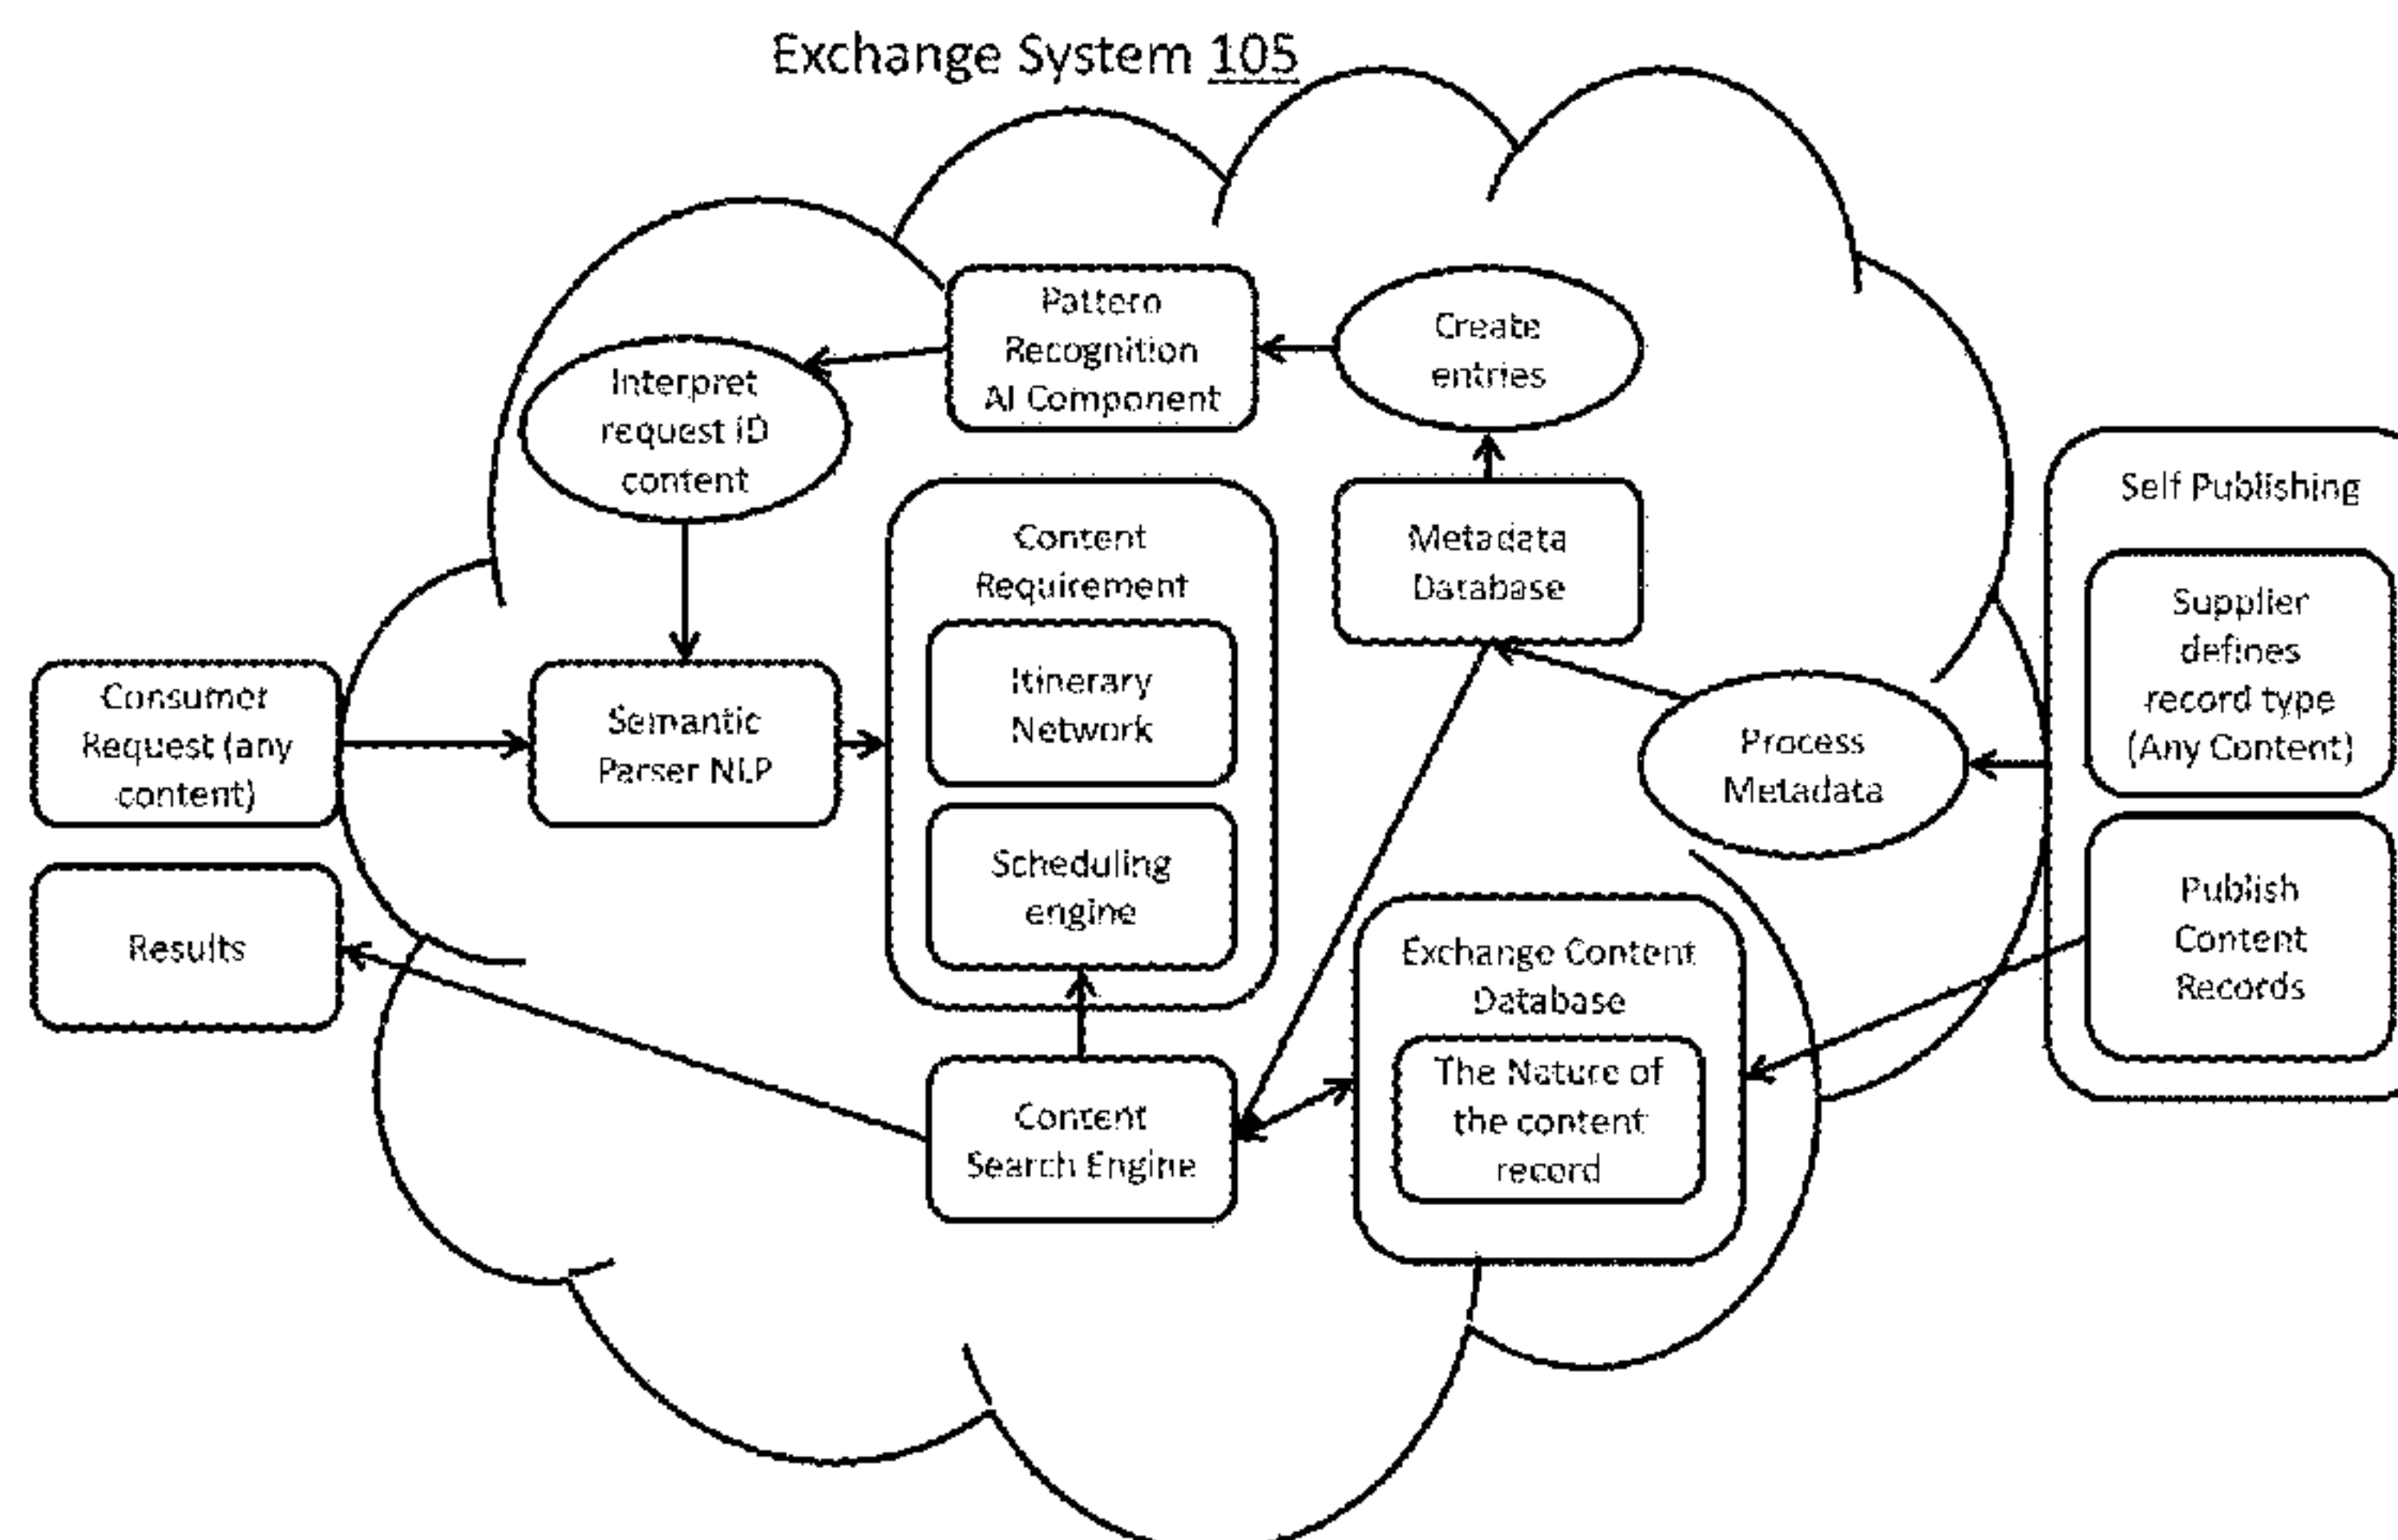 Exchange System 105
Pattern
Recognition
AI Component
Create
entries
Interpret
request ID
content
Self Publishing
Content
Requirement
Metadata
Database
Supplier
defines
record type
(Any Content)
Itinerary
Network
Consumer
Request (any
content)
Semantic
Parser NLP
Process
Metadata
Scheduling
engine
Publish
Content
Records
Results
Exchange Content
Database
The Nature of
the content
record
Content
Search Engine